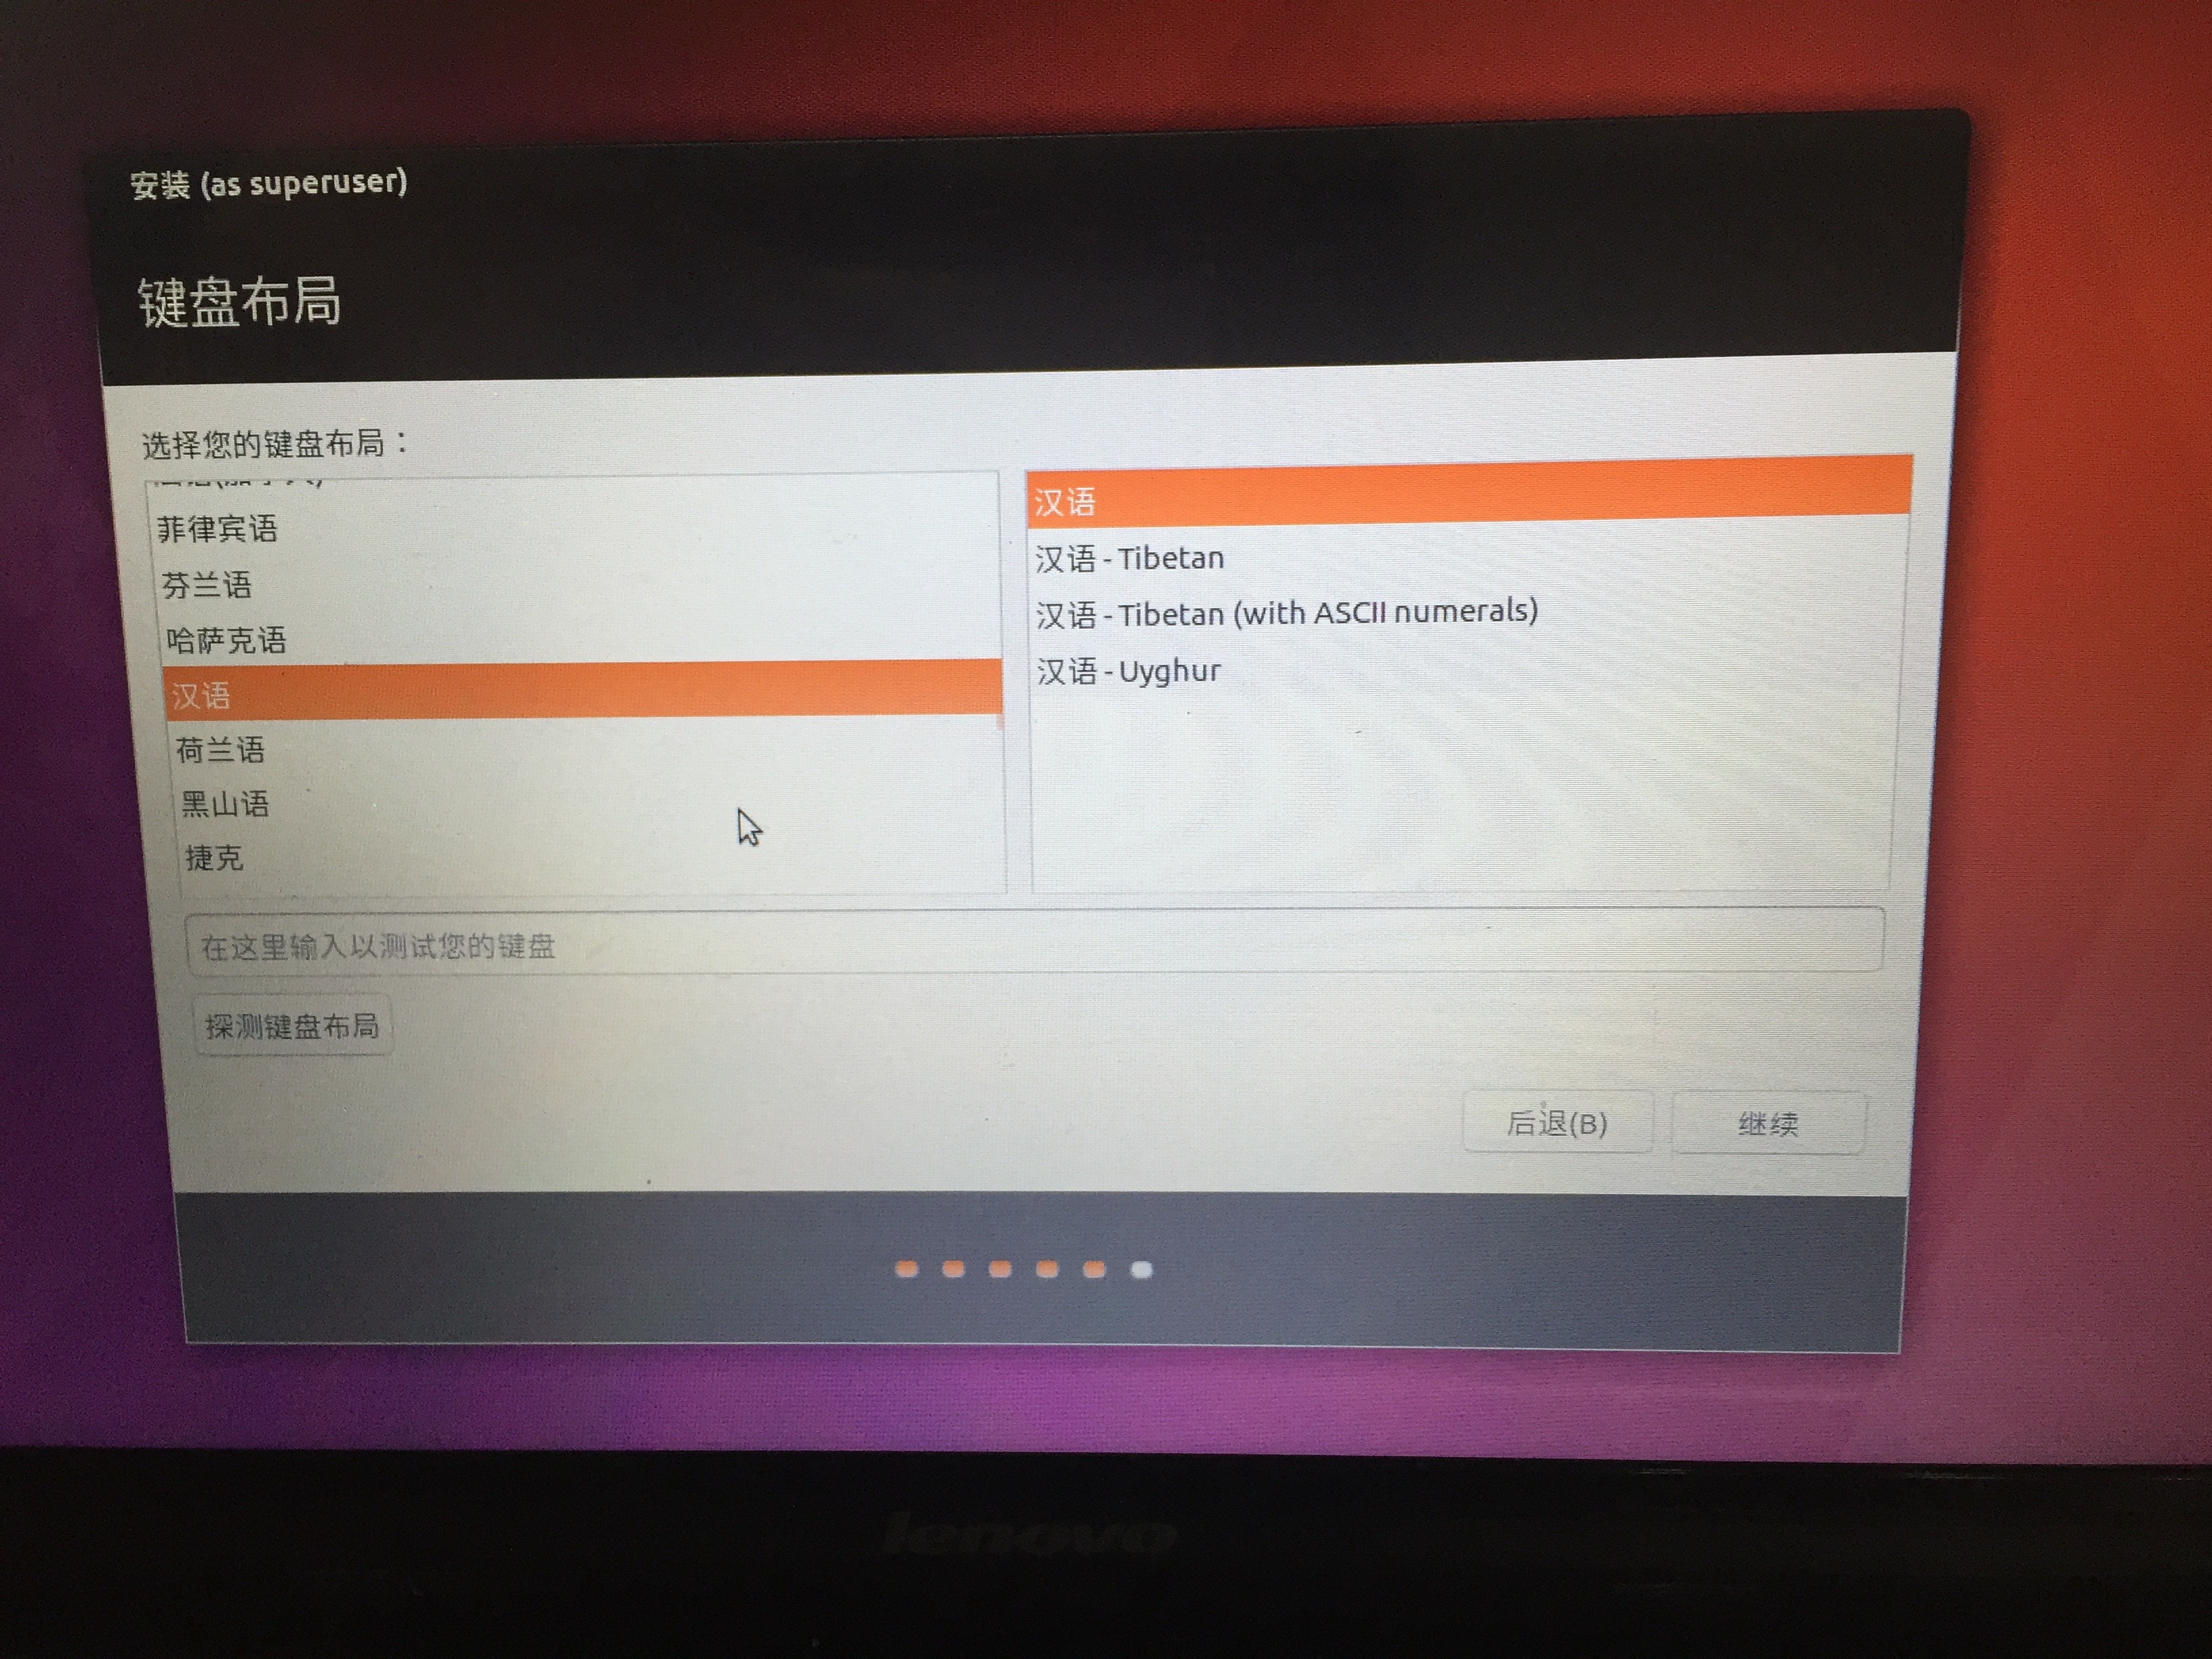 安装 (as superuser)
键盘布局
选择您的键盘布局：
菲律宾语
芬兰语
哈萨克语
汉语
荷兰语
黑山语
捷克
汉语
汉语 - Tibetan
汉语 - Tibetan (with ASCII numerals)
汉语 - Uyghur
在这里输入以测试您的键盘
探测键盘布局
后退(B)
继续
lenovo